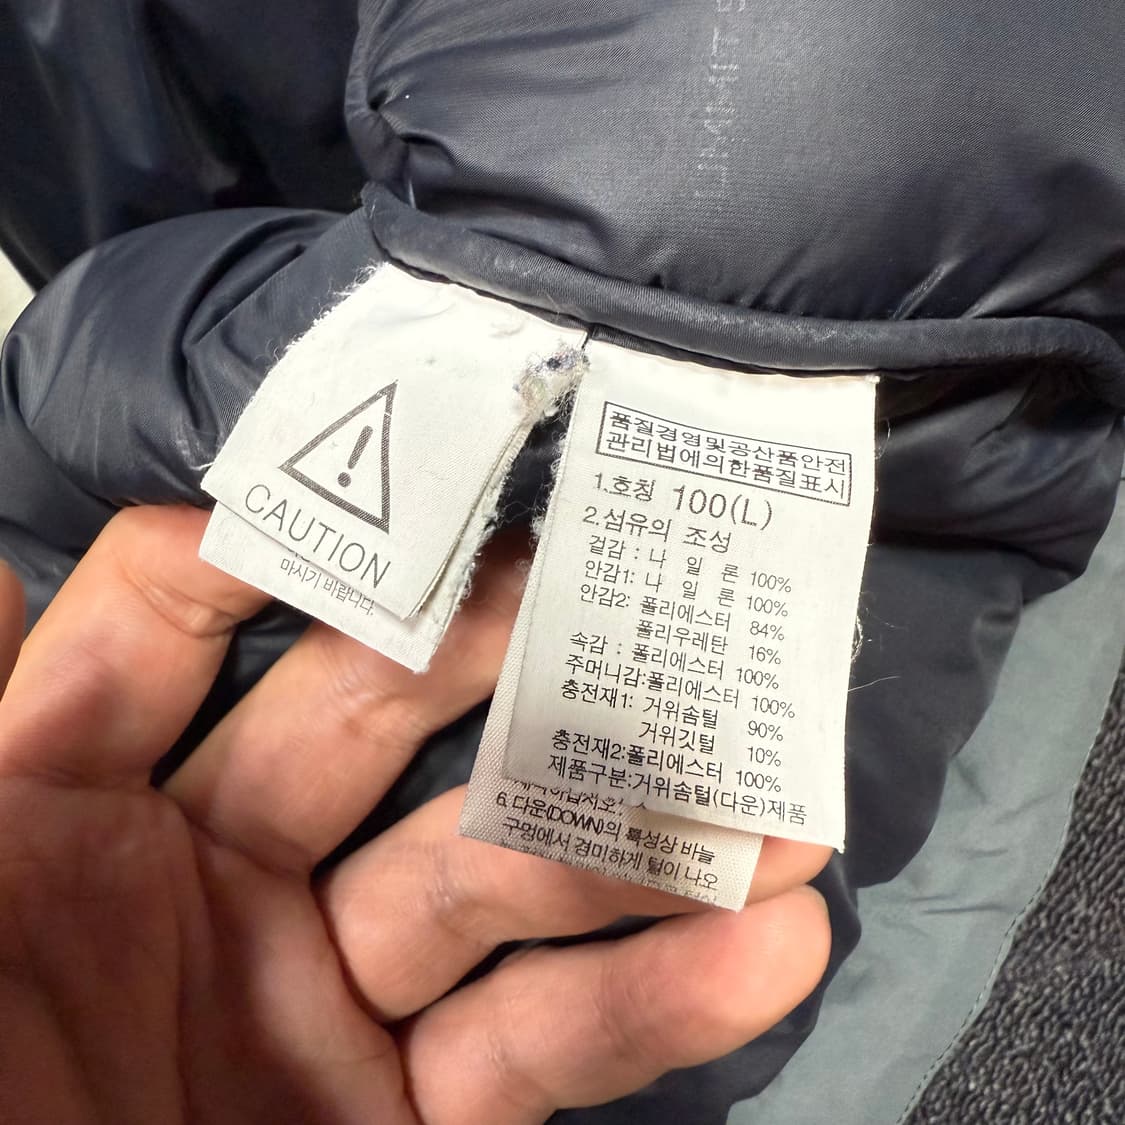 CAUTION
마시기 바랍니다.
품질경영및공산품안전
관리법에의한품질표시
1.호칭 100(L)
2.섬유의 조성
겉감 : 나 일 론 100%
안감1: 나 일 론 100%
안감2: 폴리에스터 84%
폴리우레탄 16%
속감 : 폴리에스터 100%
주머니감:폴리에스터 100%
충전재1: 거위솜털 90%
거위깃털 10%
충전재2:폴리에스터 100%
제품구분:거위솜털(다운)제품
6. 다운(DOWN)의 특성상 바늘
구멍에서 경미하게 털이 나오